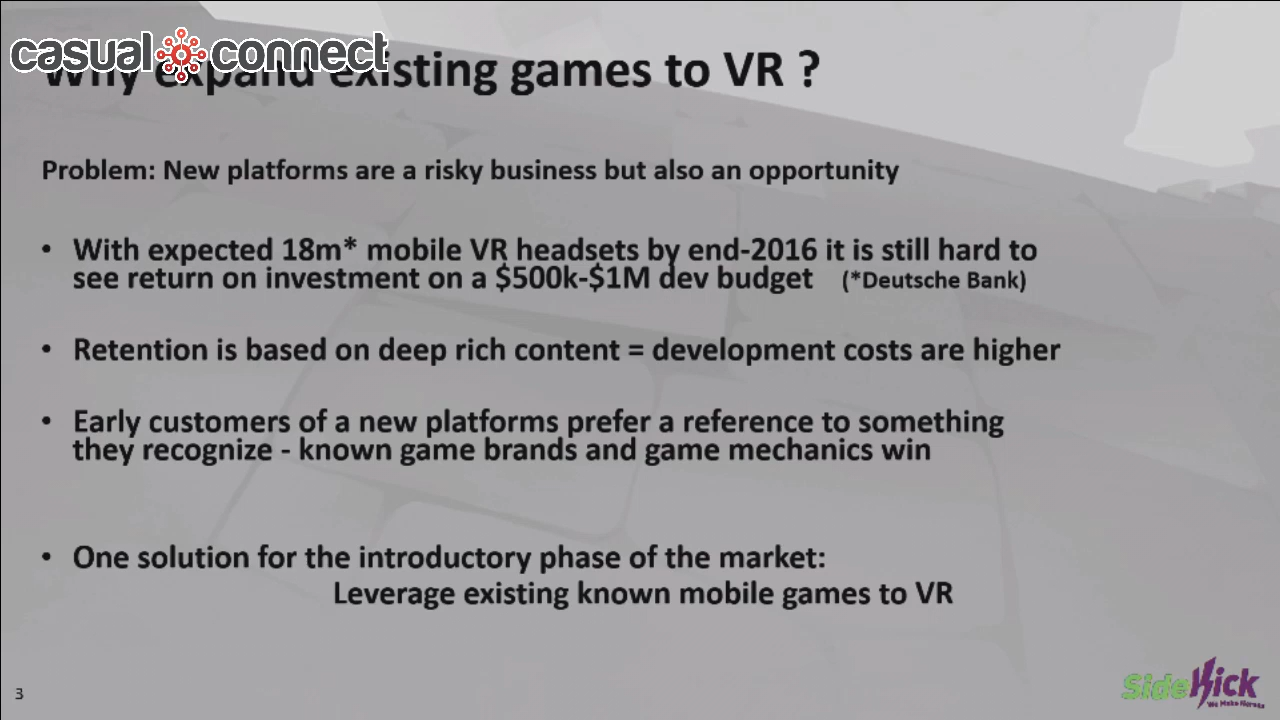 casual connect
Why expand existing games to VR ?
Problem: New platforms are a risky business but also an opportunity
• With expected 18m* mobile VR headsets by end-2016 it is still hard to
see return on investment on a $500k-$1M dev budget (*Deutsche Bank)
• Retention is based on deep rich content = development costs are higher
• Early customers of a new platforms prefer a reference to something
they recognize - known game brands and game mechanics win
• One solution for the introductory phase of the market:
Leverage existing known mobile games to VR
3
SideKick
We Make Heroes